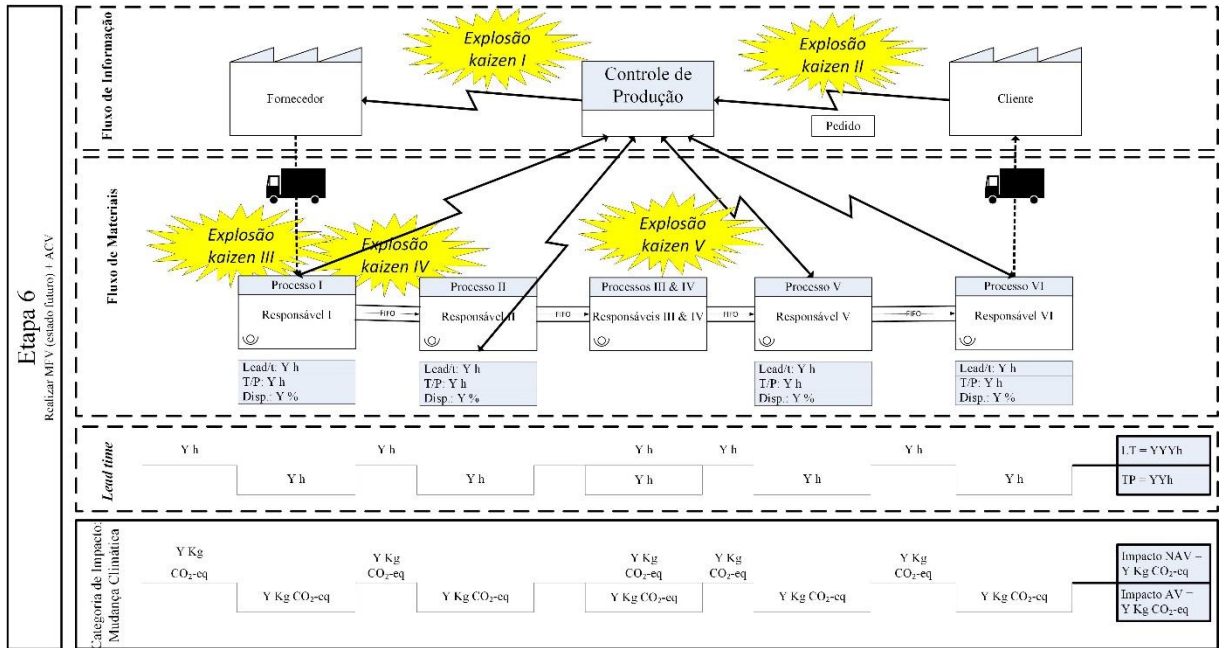 Etapa 6
Realizar MFV (estado futuro) + ACV
Fluxo de Informação
Explosão
kaizen I
Explosão
kaizen II
Fornecedor
Controle de
Produção
Cliente
Pedido
Fluxo de Materiais
Explosão
kaizen III
Explosão
kaizen IV
Explosão
kaizen V
Processo I
Responsável I
FIFO
Processo II
Responsável II
FIFO
Processos III & IV
Responsáveis III & IV
FIFO
Processo V
Responsável V
FIFO
Processo VI
Responsável VI
Lead/t: Y h
T/P: Y h
Disp.: Y %
Lead/t: Y h
T/P: Y h
Disp.: Y %
Lead/t: Y h
T/P: Y h
Disp.: Y %
Lead/t: Y h
T/P: Y h
Disp.: Y %
Lead time
Y h
Y h
Y h
Y h
Y h
Y h
Y h
Y h
Y h
Y h
LT = YYYh
TP = YYh
Categoria de Impacto:
Mudança Climática
Y Kg
CO₂-eq
Y Kg CO₂-eq
Y Kg
CO₂-eq
Y Kg CO₂-eq
Y Kg
CO₂-eq
Y Kg CO₂-eq
Y Kg
CO₂-eq
Y Kg CO₂-eq
Y Kg
CO₂-eq
Y Kg CO₂-eq
Impacto NAV =
Y Kg CO₂-eq
Impacto AV =
Y Kg CO₂-eq